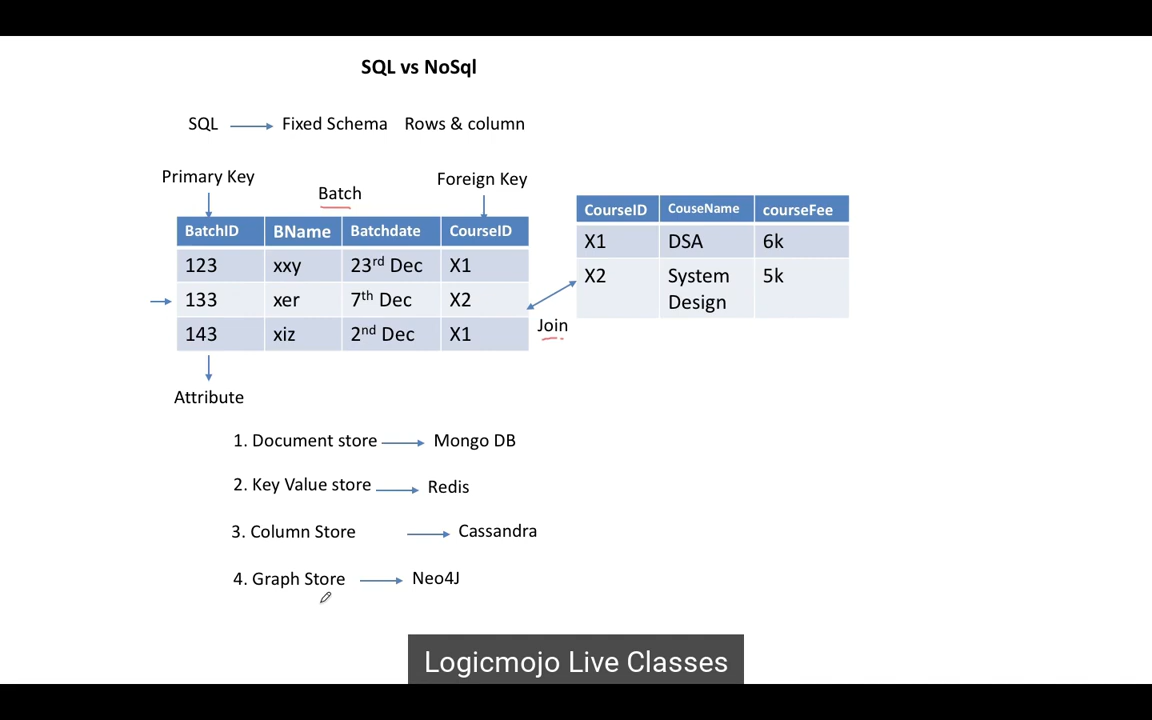 SQL vs NoSql
SQL Fixed Schema Rows & column
Primary Key
Batch
Foreign Key
BatchID BName Batchdate CourseID
123 xxy 23rd Dec X1
133 xer 7th Dec X2
143 xiz 2nd Dec X1
CourseID CouseName courseFee
X1 DSA 6k
X2 System Design 5k
Join
Attribute
1. Document store Mongo DB
2. Key Value store Redis
3. Column Store Cassandra
4. Graph Store Neo4J
Logicmojo Live Classes